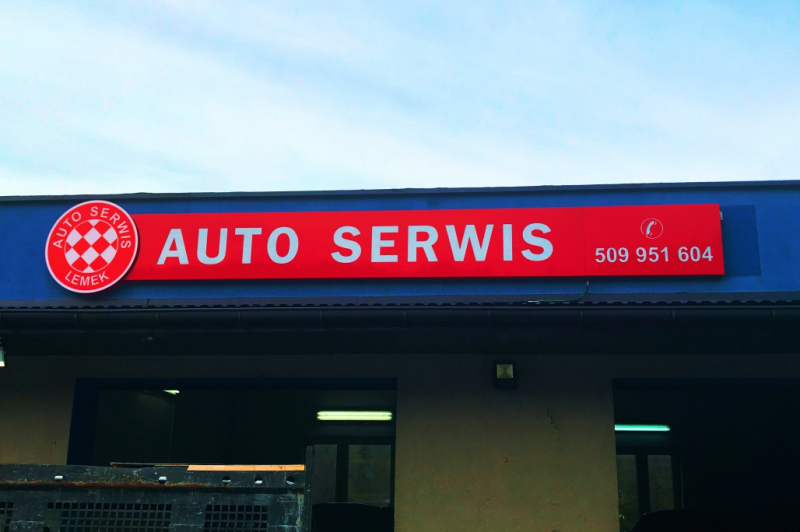 AUTO SERWIS
LEMEK
AUTO SERWIS
509 951 604